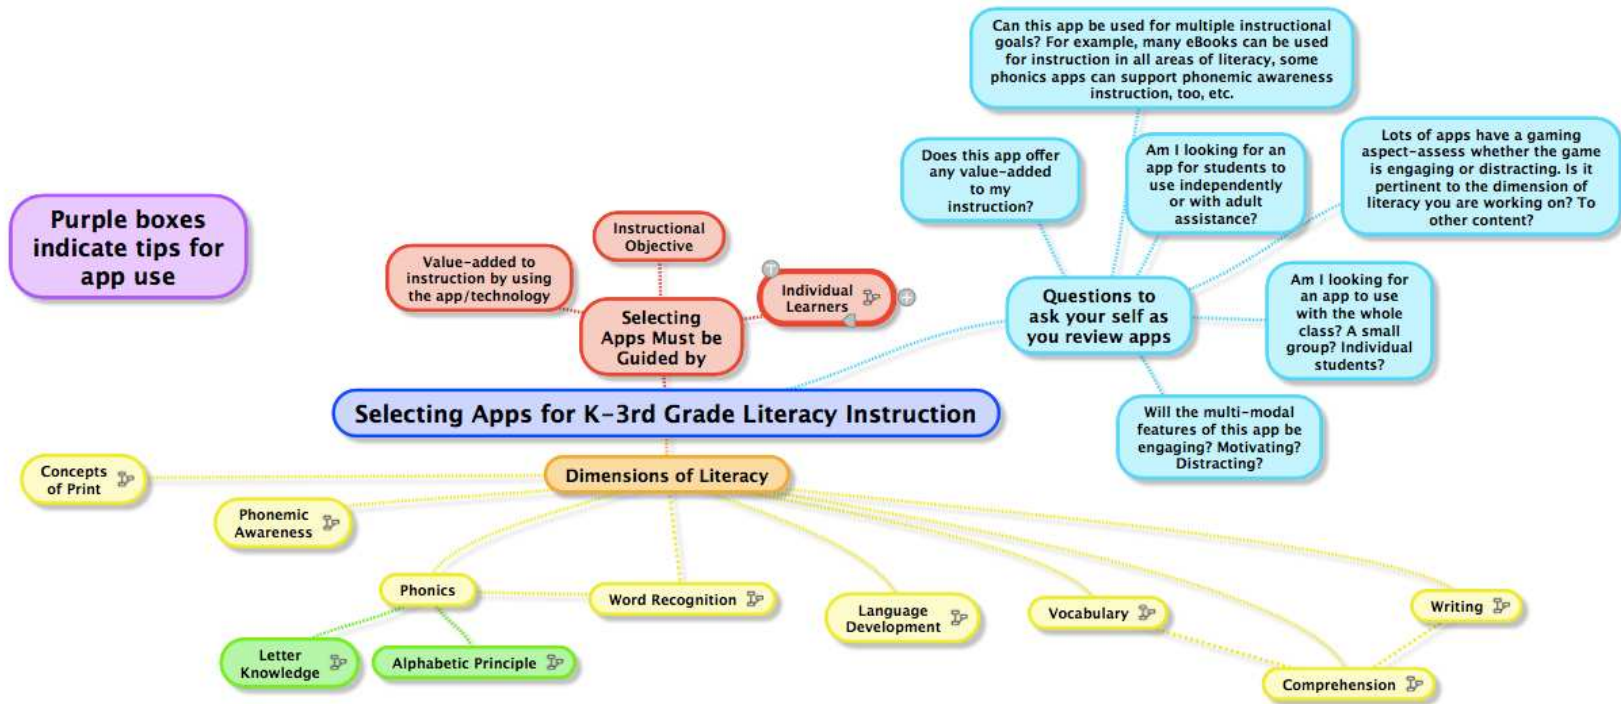 Can this app be used for multiple instructional
goals? For example, many eBooks can be used
for instruction in all areas of literacy, some
phonics apps can support phonemic awareness
instruction, too, etc.
Does this app offer
any value-added
to my
instruction?
Am I looking for an
app for students to
use independently
or with adult
assistance?
Lots of apps have a gaming
aspect-assess whether the game
is engaging or distracting. Is it
pertinent to the dimension of
literacy you are working on? To
other content?
Purple boxes
indicate tips for
app use
Value-added to
instruction by using
the app/technology
Instructional
Objective
Individual
Learners
Selecting
Apps Must be
Guided by
Questions to
ask your self as
you review apps
Am I looking for
an app to use
with the whole
class? A small
group? Individual
students?
Will the multi-modal
features of this app be
engaging? Motivating?
Distracting?
Selecting Apps for K-3rd Grade Literacy Instruction
Dimensions of Literacy
Concepts
of Print
Phonemic
Awareness
Phonics
Word Recognition
Language
Development
Vocabulary
Writing
Letter
Knowledge
Alphabetic Principle
Comprehension